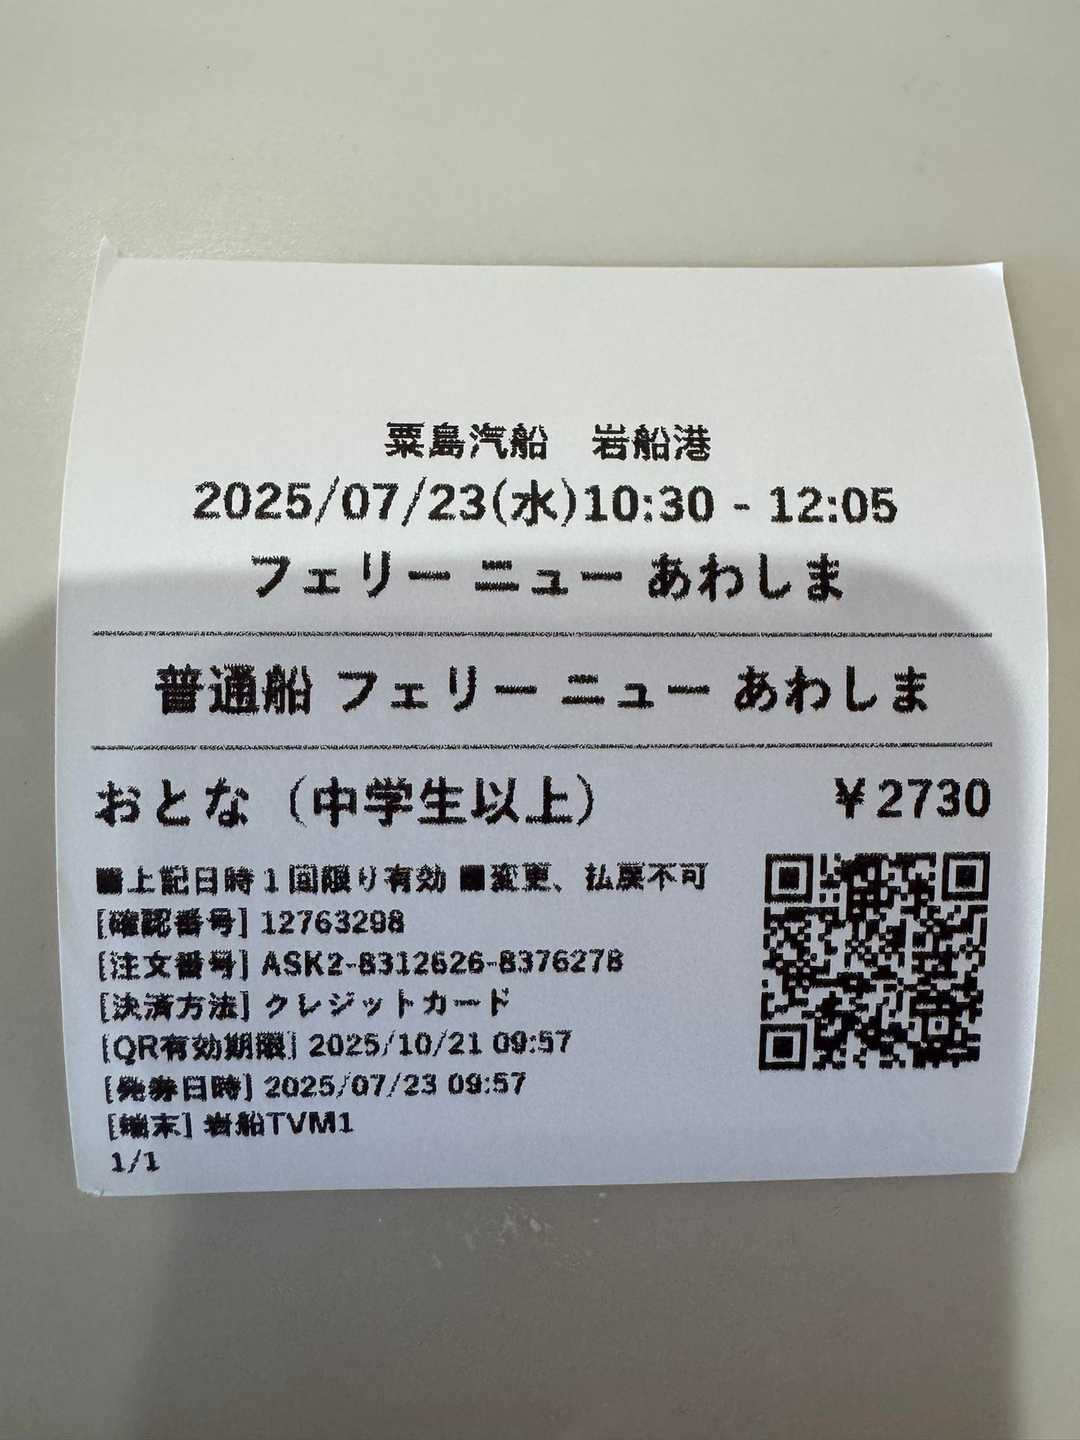 粟島汽船　岩船港
2025/07/23(水)10:30 - 12:05
フェリー ニュー あわしま
普通船 フェリー ニュー あわしま
おとな（中学生以上） ￥2730
■上記日時１回限り有効 ■変更、払戻不可
[確認番号] 12763298
[注文番号] ASK2-8312626-8376278
[決済方法] クレジットカード
[QR有効期限] 2025/10/21 09:57
[発券日時] 2025/07/23 09:57
[端末] 岩船TVM1
1/1